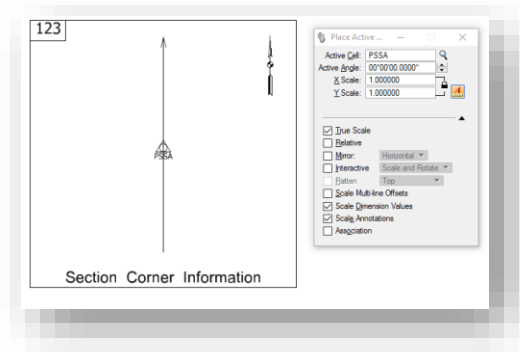 123
PSSA
Section Corner Information
Place Active ...
Active Cell: PSSA
Active Angle: 00°00'00.0000"
X Scale: 1.000000
Y Scale: 1.000000
True Scale
Relative
Mirror: Horizontal
Interactive Scale and Rotate
Flatten Top
Scale Multi-line Offsets
Scale Dimension Values
Scale Annotations
Association